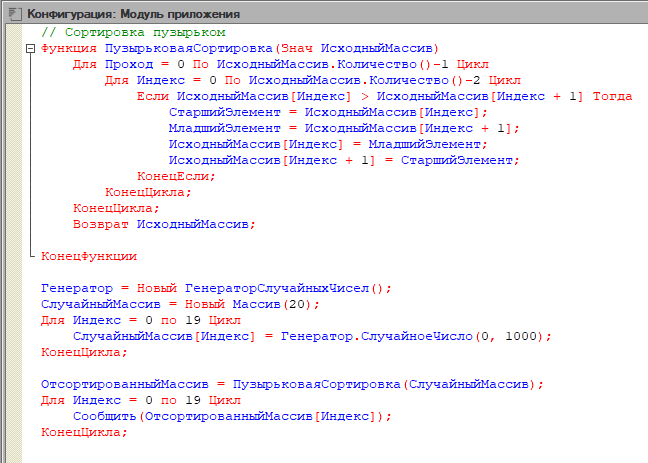 Конфигурация: Модуль приложения
// Сортировка пузырьком
Функция ПузырьковаяСортировка(Знач ИсходныйМассив)
Для Проход = 0 По ИсходныйМассив.Количество()-1 Цикл
Для Индекс = 0 По ИсходныйМассив.Количество()-2 Цикл
Если ИсходныйМассив[Индекс] > ИсходныйМассив[Индекс + 1] Тогда
СтаршийЭлемент = ИсходныйМассив[Индекс];
МладшийЭлемент = ИсходныйМассив[Индекс + 1];
ИсходныйМассив[Индекс] = МладшийЭлемент;
ИсходныйМассив[Индекс + 1] = СтаршийЭлемент;
КонецЕсли;
КонецЦикла;
КонецЦикла;
Возврат ИсходныйМассив;
КонецФункции
Генератор = Новый ГенераторСлучайныхЧисел();
СлучайныйМассив = Новый Массив(20);
Для Индекс = 0 по 19 Цикл
СлучайныйМассив[Индекс] = Генератор.СлучайноеЧисло(0, 1000);
КонецЦикла;
ОтсортированныйМассив = ПузырьковаяСортировка(СлучайныйМассив);
Для Индекс = 0 по 19 Цикл
Сообщить(ОтсортированныйМассив[Индекс]);
КонецЦикла;